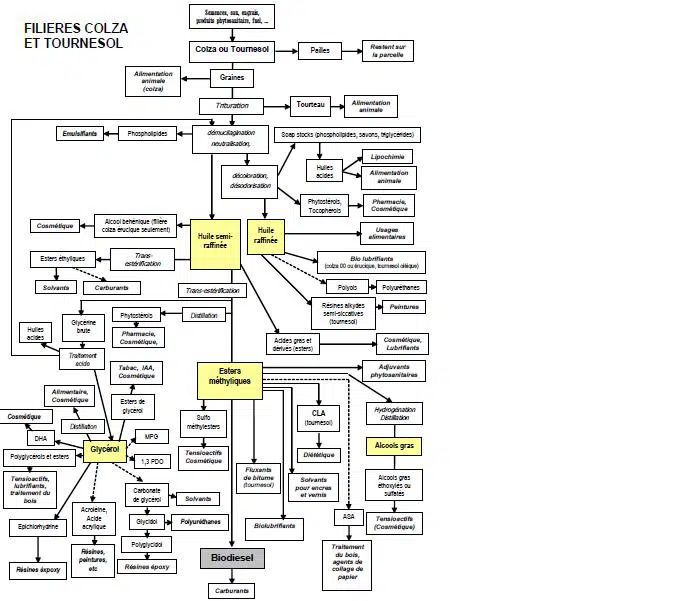 FILIERES COLZA
ET TOURNESOL
Semences, eau, engrais,
produits phytosanitaire, fuel, ...
Colza ou Tournesol
Pailles
Restent sur
la parcelle
Alimentation
animale
(colza)
Graines
Trituration
Tourteau
Alimentation
animale
Emulsifiants
Phospholipides
démucilagination
neutralisation,
Soap stocks (phospholipides, savons, triglycérides)
Huiles
acides
Lipochimie
Alimentation
animale
décoloration,
désodorisation
Phytostérols,
Tocopherols
Pharmacie,
Cosmétique
Cosmétique
Alcool behenique (filière
colza érucique seulement)
Huile semi-
raffinée
Huile
raffinée
Usages
alimentaires
Esters éthyliques
Trans-
estérification
Bio lubrifiants
(colza 00 ou érucique, tournesol oléique)
Solvants
Carburants
Trans-estérification
Polyols
Polyuréthanes
Résines alkydes
semi-siccatives
(tournesol)
Peintures
Glycérine
brute
Phytostérols
Distillation
Huiles
acides
Pharmacie,
Cosmétique,
Acides gras et
dérivés (esters)
Cosmétique,
Lubrifiants
Traitement
acide
Tabac, IAA,
Cosmétique
Esters
méthyliques
Adjuvants
phytosanitaires
Alimentaire,
Cosmétique
Esters de
glycérol
Cosmétique
Distillation
Sulfo
méthylesters
CLA
(tournesol)
Hydrogénation
Distillation
DHA
Glycérol
MPG
Alcools gras
Polyglycérols et esters
1,3 PDO
Tensioactifs
Cosmétique
Diététique
Tensioactifs,
lubrifiants,
traitement du
bois
Carbonate
de glycérol
Solvants
Fluxants
de bitume
(tournesol)
Solvants
pour encres
et vernis
Alcools gras
éthoxylés ou
sulfatés
Epichlorhydrine
Acroléine,
Acide
acrylique
Glycidol
Polyuréthanes
Biolubrifiants
ASA
Tensioactifs
(Cosmétique)
Polyglycidol
Résines époxy
Résines,
peintures,
etc
Résines époxy
Biodiesel
Traitement
du bois,
agents de
collage de
papier
Carburants